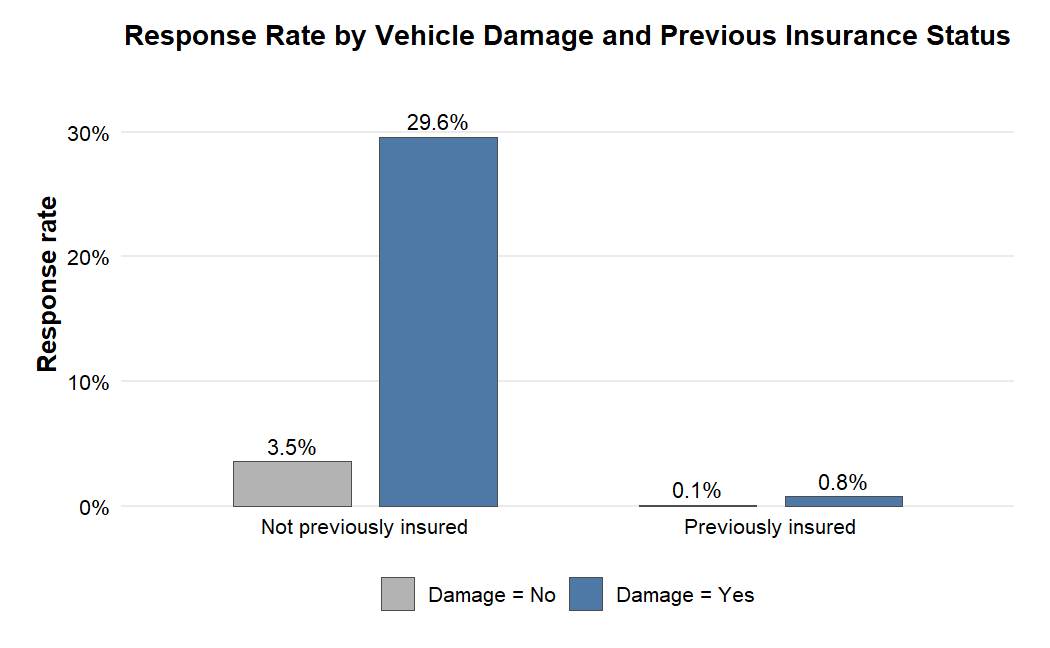 Response Rate by Vehicle Damage and Previous Insurance Status
Response rate
30%
20%
10%
0%
29.6%
3.5%
0.1%
0.8%
Not previously insured
Previously insured
Damage = No
Damage = Yes